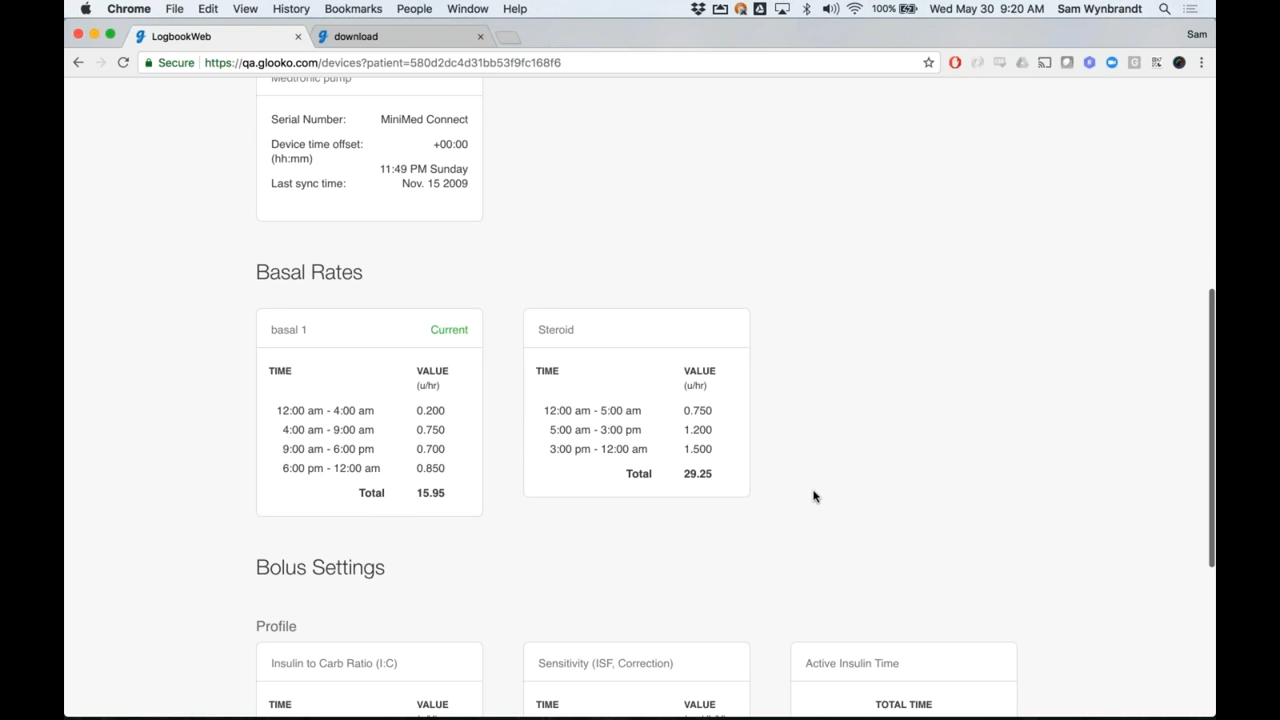 Chrome File Edit View History Bookmarks People Window Help 100% Wed May 30 9:20 AM Sam Wynbrandt
LogbookWeb download Sam
Secure https://qa.glooko.com/devices?patient=580d2dc4d31bb53f9fc168f6
Medtronic pump
Serial Number: MiniMed Connect
Device time offset: +00:00
(hh:mm)
11:49 PM Sunday
Last sync time: Nov. 15 2009
Basal Rates
basal 1 Current Steroid
TIME VALUE TIME VALUE
(u/hr) (u/hr)
12:00 am - 4:00 am 0.200 12:00 am - 5:00 am 0.750
4:00 am - 9:00 am 0.750 5:00 am - 3:00 pm 1.200
9:00 am - 6:00 pm 0.700 3:00 pm - 12:00 am 1.500
6:00 pm - 12:00 am 0.850
Total 29.25
Total 15.95
Bolus Settings
Profile
Insulin to Carb Ratio (I:C) Sensitivity (ISF, Correction) Active Insulin Time
TIME VALUE TIME VALUE TOTAL TIME